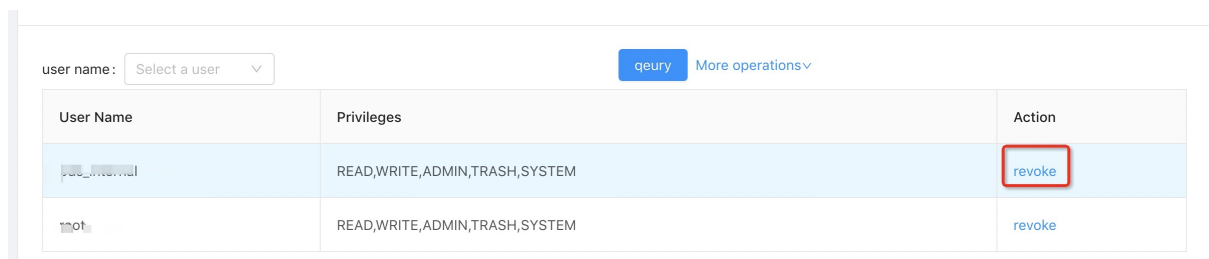 user name: Select a user qeury More operations
User Name Privileges Action
READ,WRITE,ADMIN,TRASH,SYSTEM revoke
READ,WRITE,ADMIN,TRASH,SYSTEM revoke